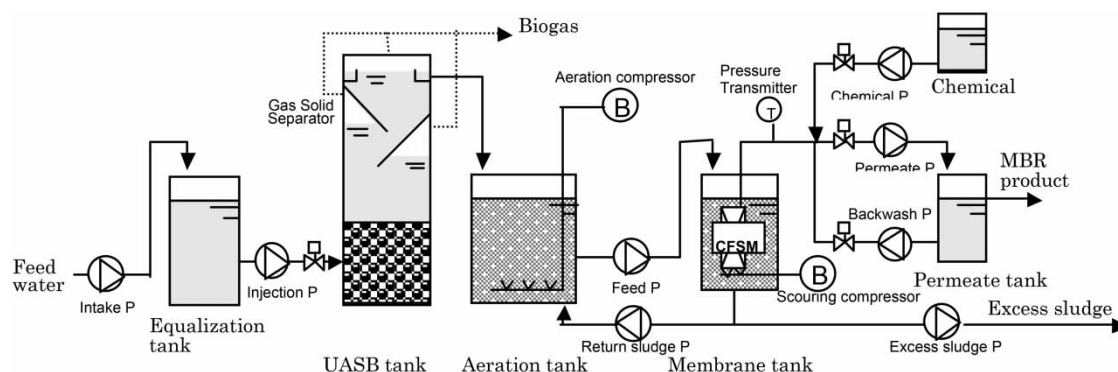 Biogas
Aeration compressor
B
Pressure
Transmitter
T
Chemical P
Chemical
Gas Solid
Separator
Permeate P
MBR
product
Backwash P
CFSM
Feed
water
Intake P
Injection P
Feed P
B
Scouring compressor
Permeate tank
Equalization
tank
Return sludge P
Excess sludge P
Excess sludge
UASB tank
Aeration tank
Membrane tank